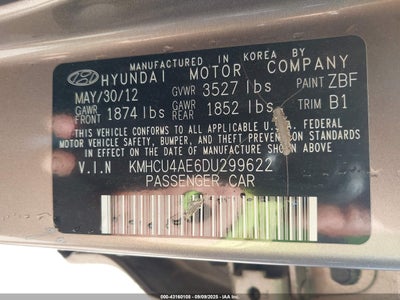 MANUFACTURED IN KOREA BY
HYUNDAI MOTOR COMPANY
MAY/30/12 GVWR 3527 lbs PAINT ZBF
GAWR FRONT 1874 lbs GAWR REAR 1852 lbs TRIM B1
THIS VEHICLE CONFORMS TO ALL APPLICABLE U.S.A. FEDERAL
MOTOR VEHICLE SAFETY, BUMPER, AND THEFT PREVENTION STANDARDS
IN EFFECT ON THE DATE OF MANUFACTURE SHOWN ABOVE.
V.I.N KMHCU4AE6DU299622
PASSENGER CAR
000-43160108 - 09/09/2025 - IAA Inc.